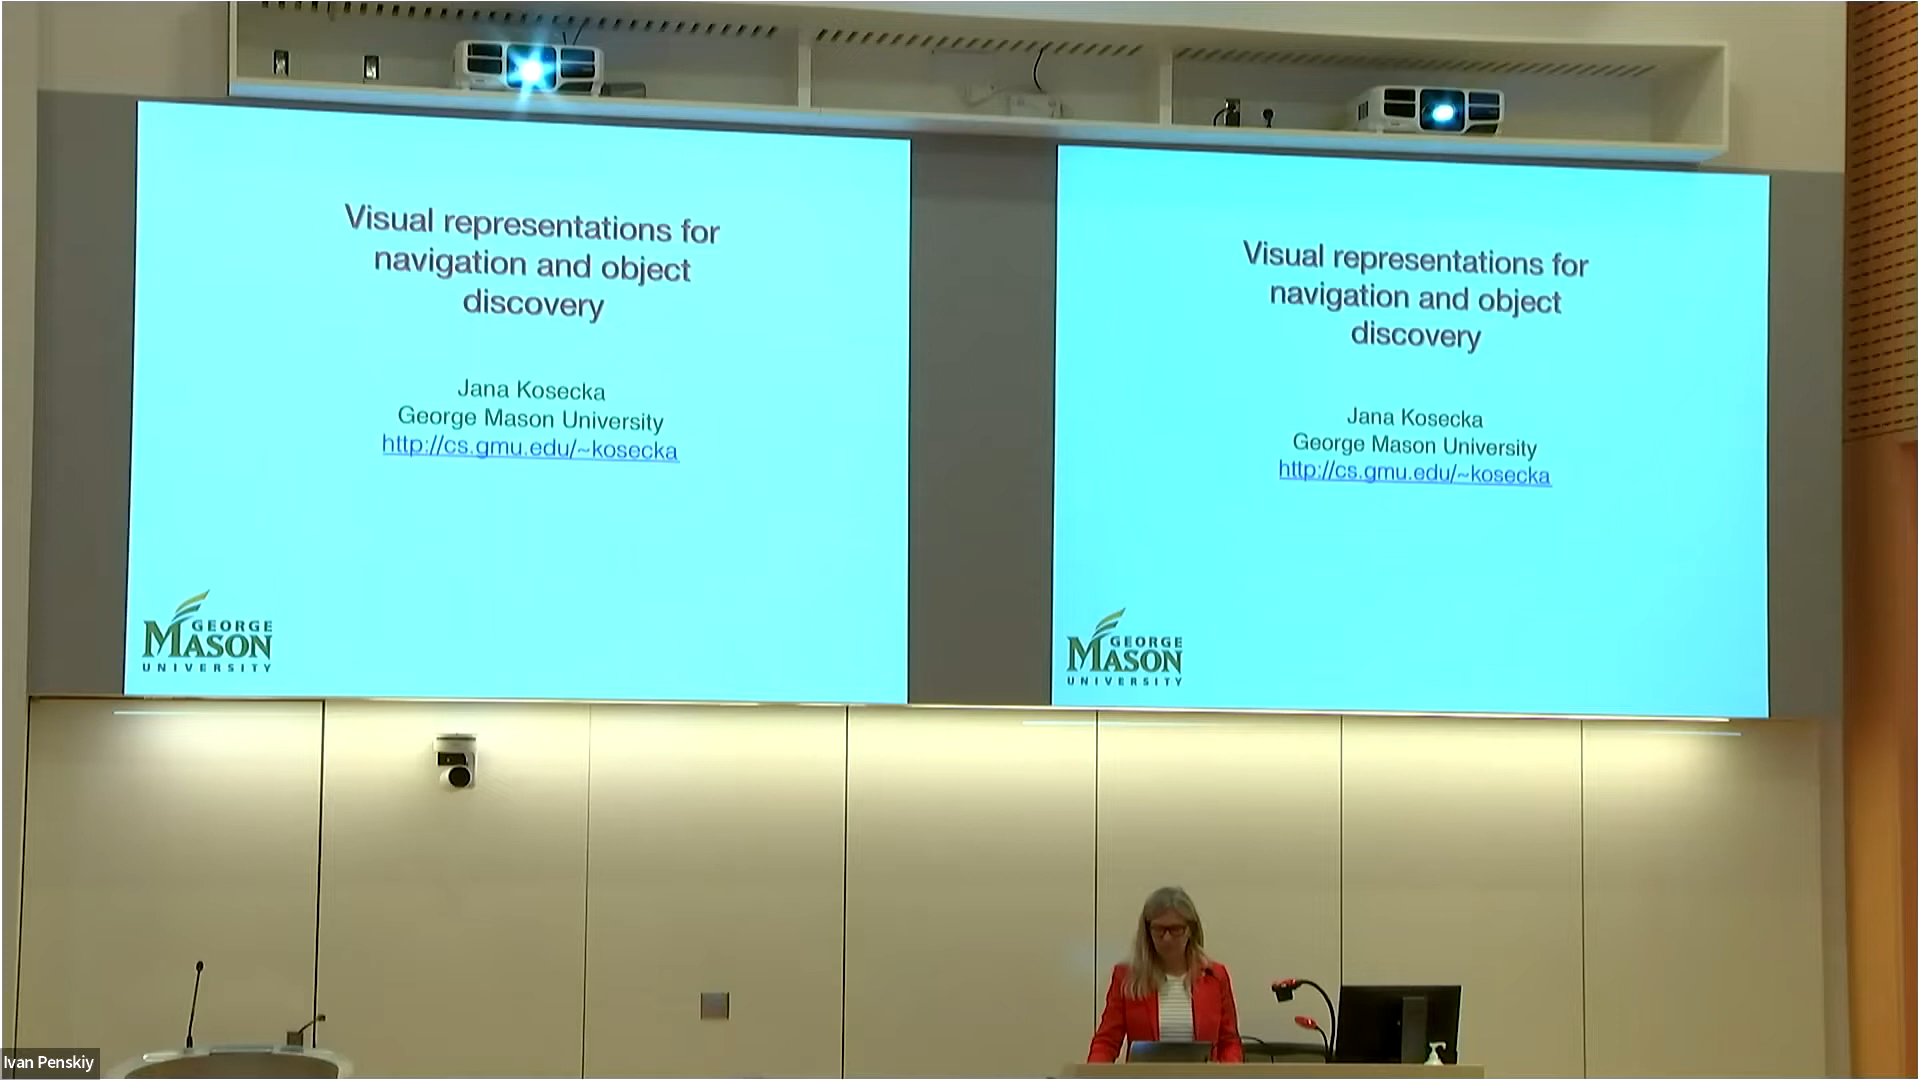 Visual representations for
navigation and object
discovery
Jana Kosecka
George Mason University
http://cs.gmu.edu/~kosecka
GEORGE
MASON
UNIVERSITY
Visual representations for
navigation and object
discovery
Jana Kosecka
George Mason University
http://cs.gmu.edu/~kosecka
GEORGE
MASON
UNIVERSITY
Ivan Penskiy